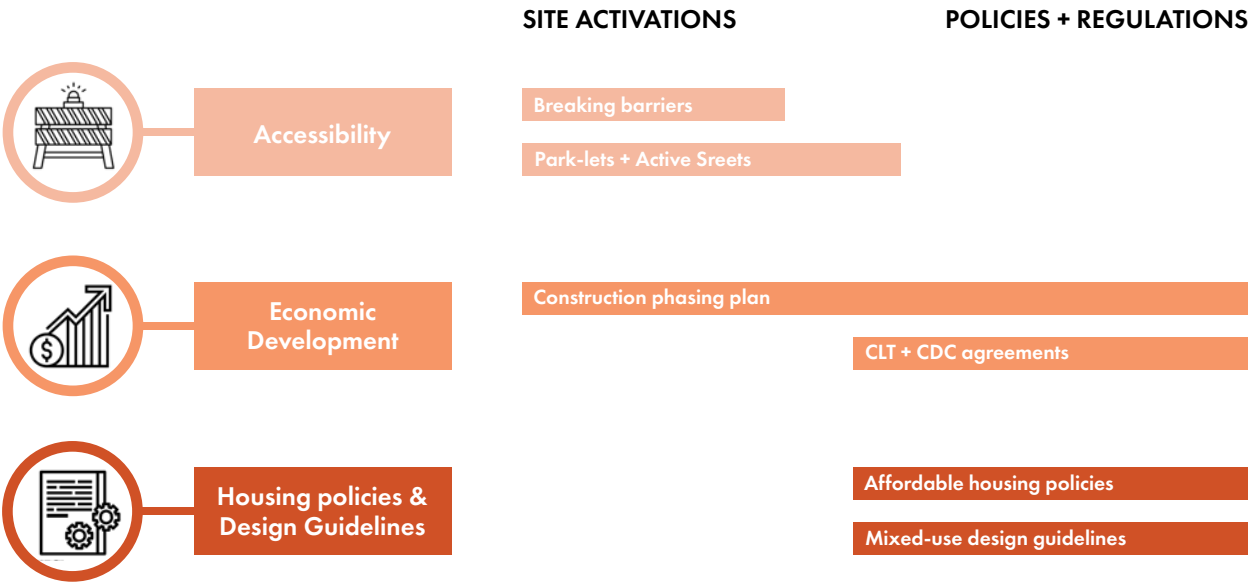 SITE ACTIVATIONS
POLICIES + REGULATIONS
Accessibility
Breaking barriers
Park-lets + Active Sreets
Economic
Development
Construction phasing plan
CLT + CDC agreements
Housing policies &
Design Guidelines
Affordable housing policies
Mixed-use design guidelines